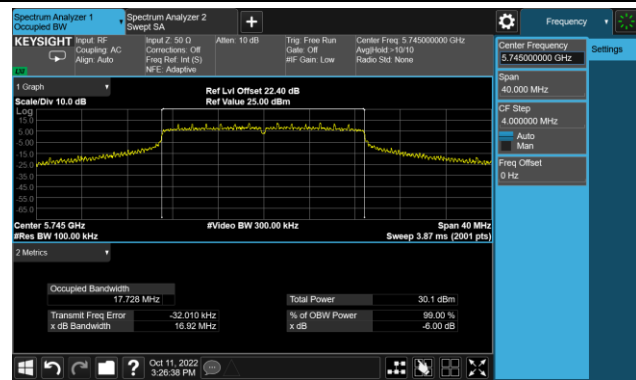 Spectrum Analyzer 1
Occupied BW
Spectrum Analyzer 2
Swept SA
+
Frequency
KEYSIGHT
Input: RF
Coupling: AC
Align: Auto
Input Z: 50 Ω
Corrections: Off
Freq Ref: Int (S)
NFE: Adaptive
Atten: 10 dB
Trig: Free Run
Gate: Off
#IF Gain: Low
Center Freq: 5.745000000 GHz
Avg|Hold:>10/10
Radio Std: None
Center Frequency
5.745000000 GHz
Settings
Span
40.000 MHz
CF Step
4.000000 MHz
Auto
Man
Freq Offset
0 Hz
1 Graph
Scale/Div 10.0 dB
Ref Lvl Offset 22.40 dB
Ref Value 25.00 dBm
Log
15.0
5.00
-5.00
-15.0
-25.0
-35.0
-45.0
-55.0
-65.0
Center 5.745 GHz
#Res BW 100.00 kHz
#Video BW 300.00 kHz
Span 40 MHz
Sweep 3.87 ms (2001 pts)
2 Metrics
Occupied Bandwidth
17.728 MHz
Total Power 30.1 dBm
Transmit Freq Error -32.010 kHz
% of OBW Power 99.00 %
x dB Bandwidth 16.92 MHz
x dB -6.00 dB
?
Oct 11, 2022
3:26:38 PM